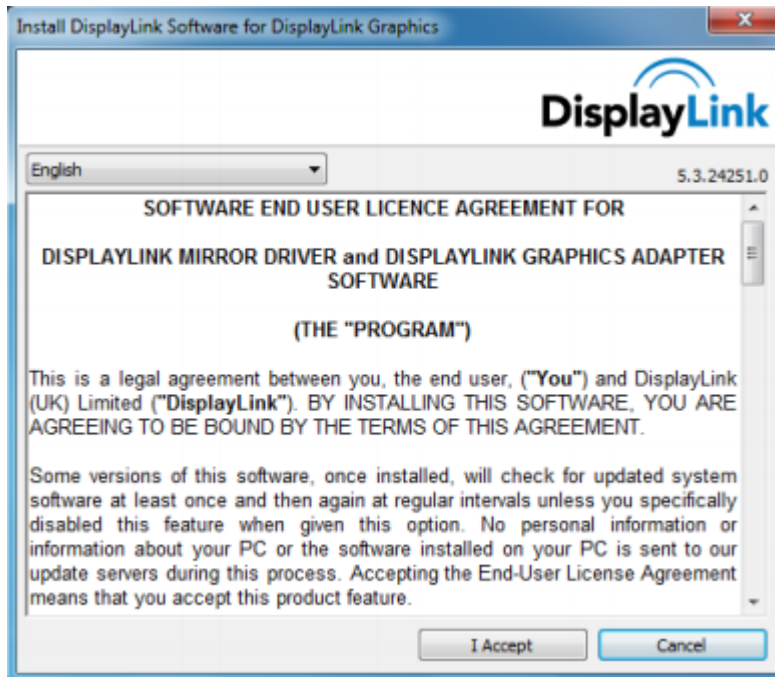 Install DisplayLink Software for DisplayLink Graphics
DisplayLink
English
5.3.24251.0
SOFTWARE END USER LICENCE AGREEMENT FOR
DISPLAYLINK MIRROR DRIVER and DISPLAYLINK GRAPHICS ADAPTER
SOFTWARE
(THE "PROGRAM")
This is a legal agreement between you, the end user, ("You") and DisplayLink
(UK) Limited ("DisplayLink"). BY INSTALLING THIS SOFTWARE, YOU ARE
AGREEING TO BE BOUND BY THE TERMS OF THIS AGREEMENT.
Some versions of this software, once installed, will check for updated system
software at least once and then again at regular intervals unless you specifically
disabled this feature when given this option. No personal information or
information about your PC or the software installed on your PC is sent to our
update servers during this process. Accepting the End-User License Agreement
means that you accept this product feature.
I Accept
Cancel